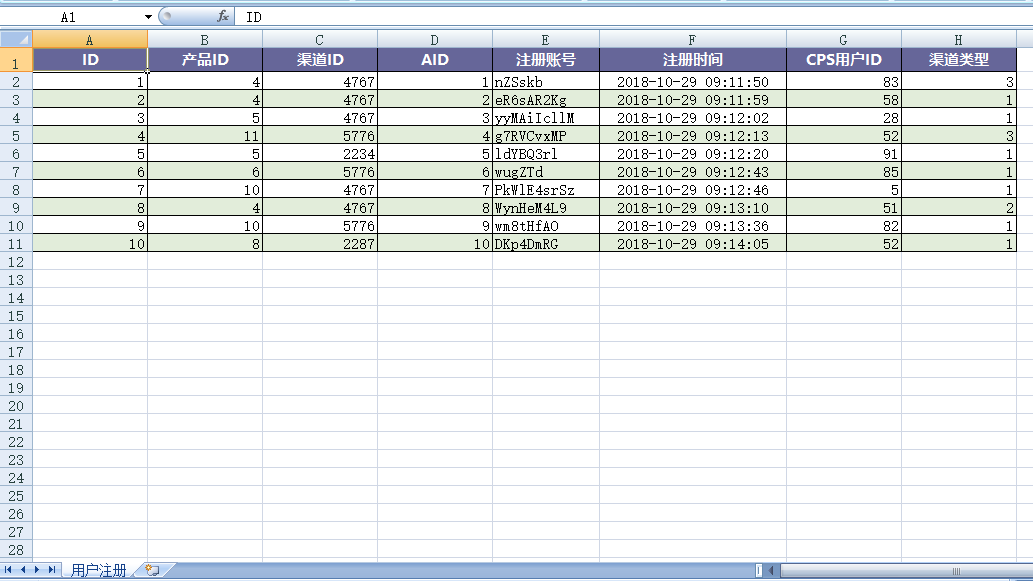 A1 fx ID
A B C D E F G H
1 ID 产品ID 渠道ID AID 注册账号 注册时间 CPS用户ID 渠道类型
2 1 4 4767 1 nZSskb 2018-10-29 09:11:50 83 3
3 2 4 4767 2 eR6sAR2Kg 2018-10-29 09:11:59 58 1
4 3 5 4767 3 yyMAiIcllM 2018-10-29 09:12:02 28 1
5 4 11 5776 4 g7RVCvxMP 2018-10-29 09:12:13 52 3
6 5 5 2234 5 ldYBQ3rl 2018-10-29 09:12:20 91 1
7 6 6 5776 6 wugZTd 2018-10-29 09:12:43 85 1
8 7 10 4767 7 PkWlE4srSz 2018-10-29 09:12:46 5 1
9 8 4 4767 8 WynHeM4L9 2018-10-29 09:13:10 51 2
10 9 10 5776 9 wm8tHfAO 2018-10-29 09:13:36 82 1
11 10 8 2287 10 DKp4DmRG 2018-10-29 09:14:05 52 1
12
13
14
15
16
17
18
19
20
21
22
23
24
25
26
27
28
用户注册